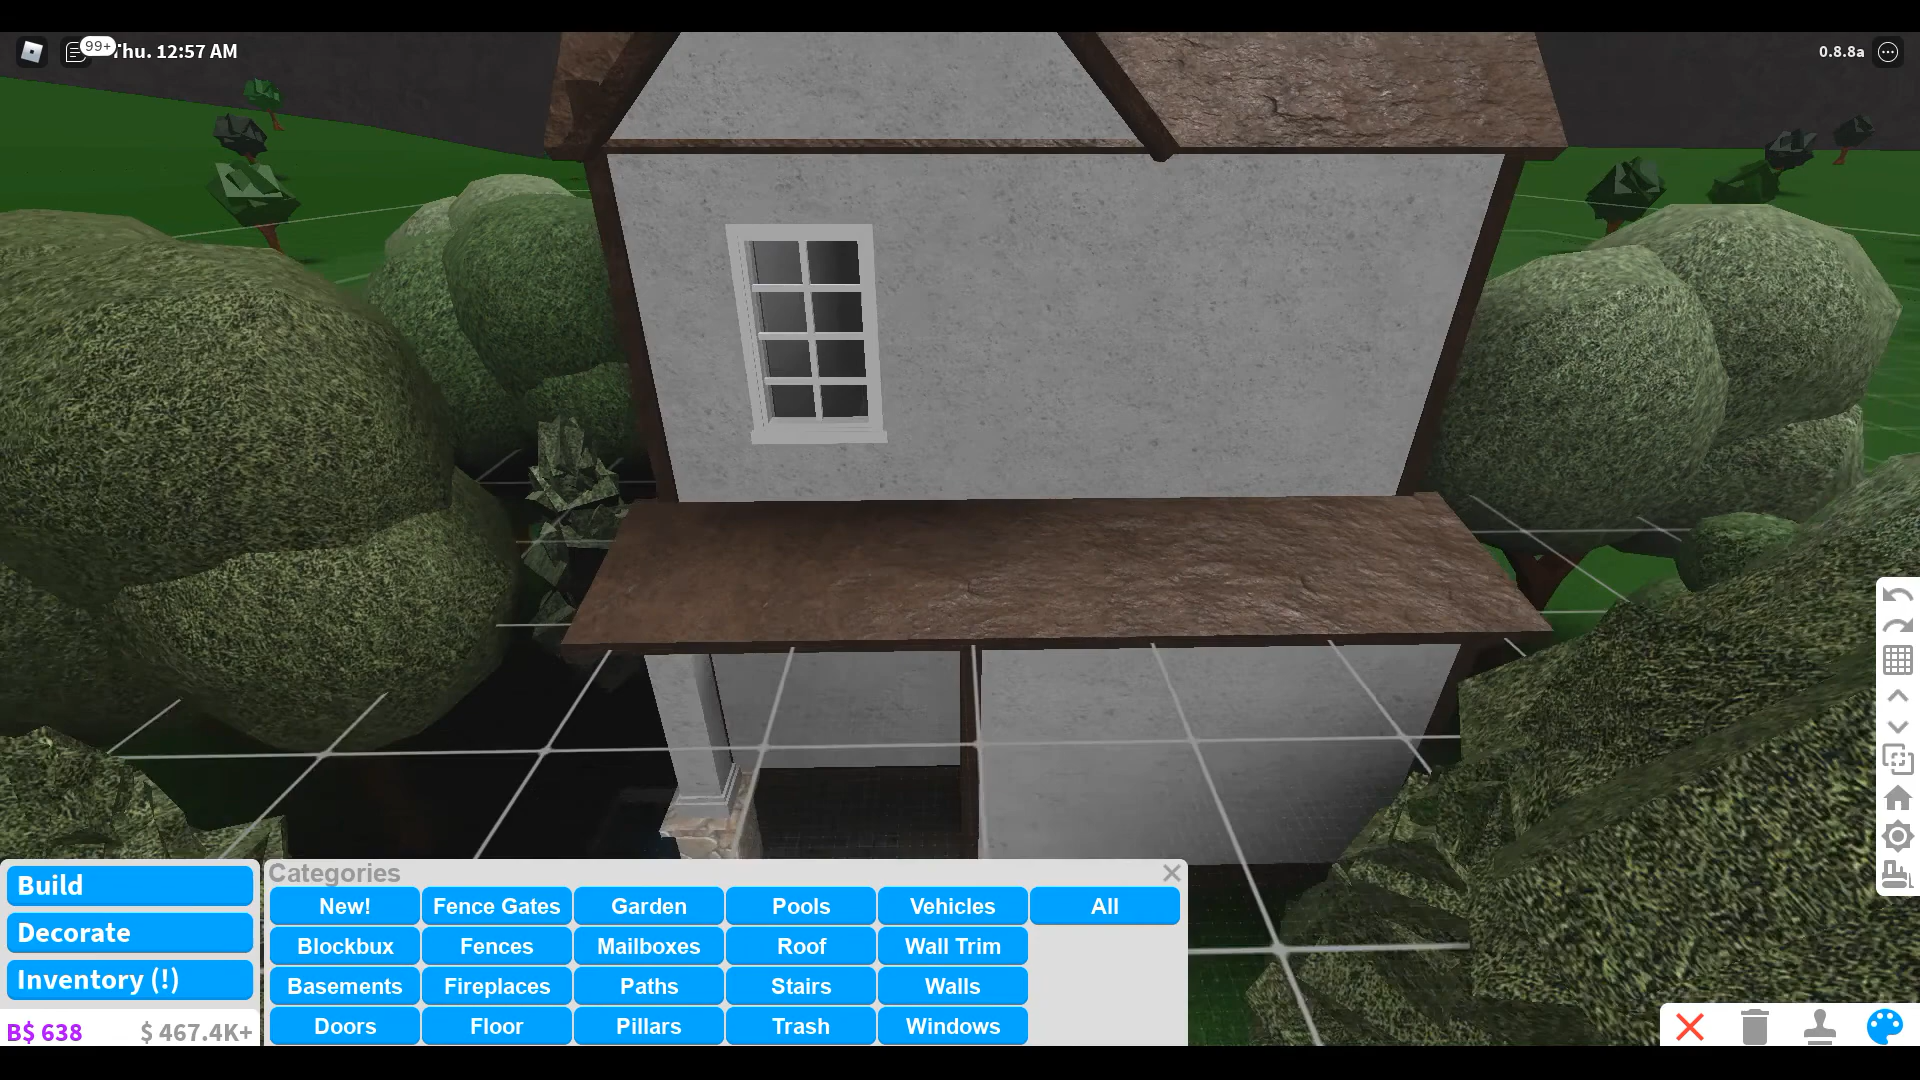 99+
Thu. 12:57 AM
0.8.8a
Build
Decorate
Inventory (!)
B$ 638
$ 467.4K+
Categories
New!
Fence Gates
Garden
Pools
Vehicles
All
Blockbux
Fences
Mailboxes
Roof
Wall Trim
Basements
Fireplaces
Paths
Stairs
Walls
Doors
Floor
Pillars
Trash
Windows